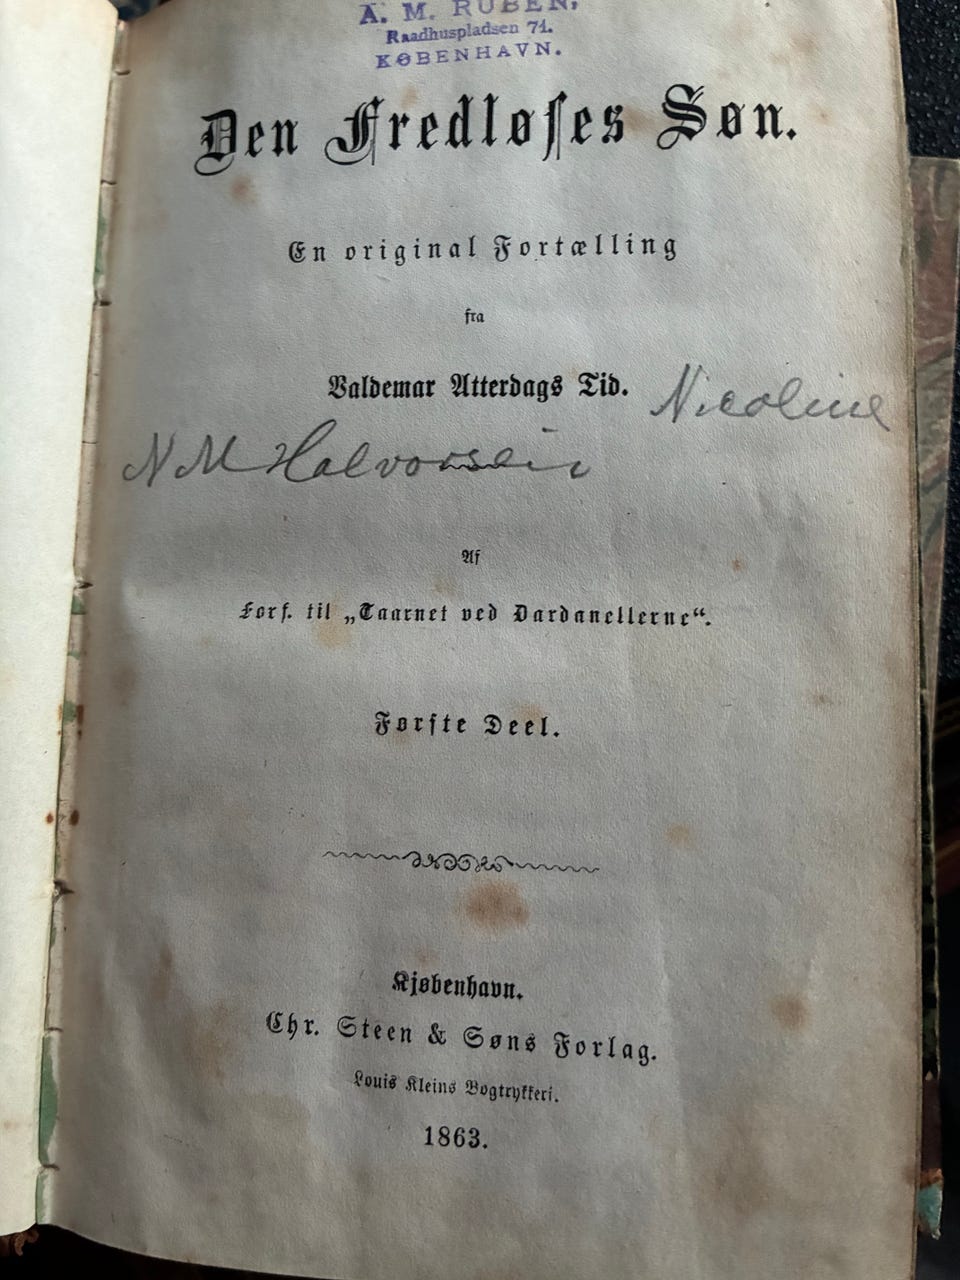 A. M. RUBEN,
Raadhuspladsen 71.
KØBENHAVN.
Den Fredløses Søn.
En original Fortælling
fra
Valdemar Atterdags Tid.
Nicoline
N M Halvorsen
Af
Forf. til „Taarnet ved Dardanellerne“.
Første Deel.
Kjøbenhavn.
Chr. Steen & Søns Forlag.
Louis Kleins Bogtrykkeri.
1863.